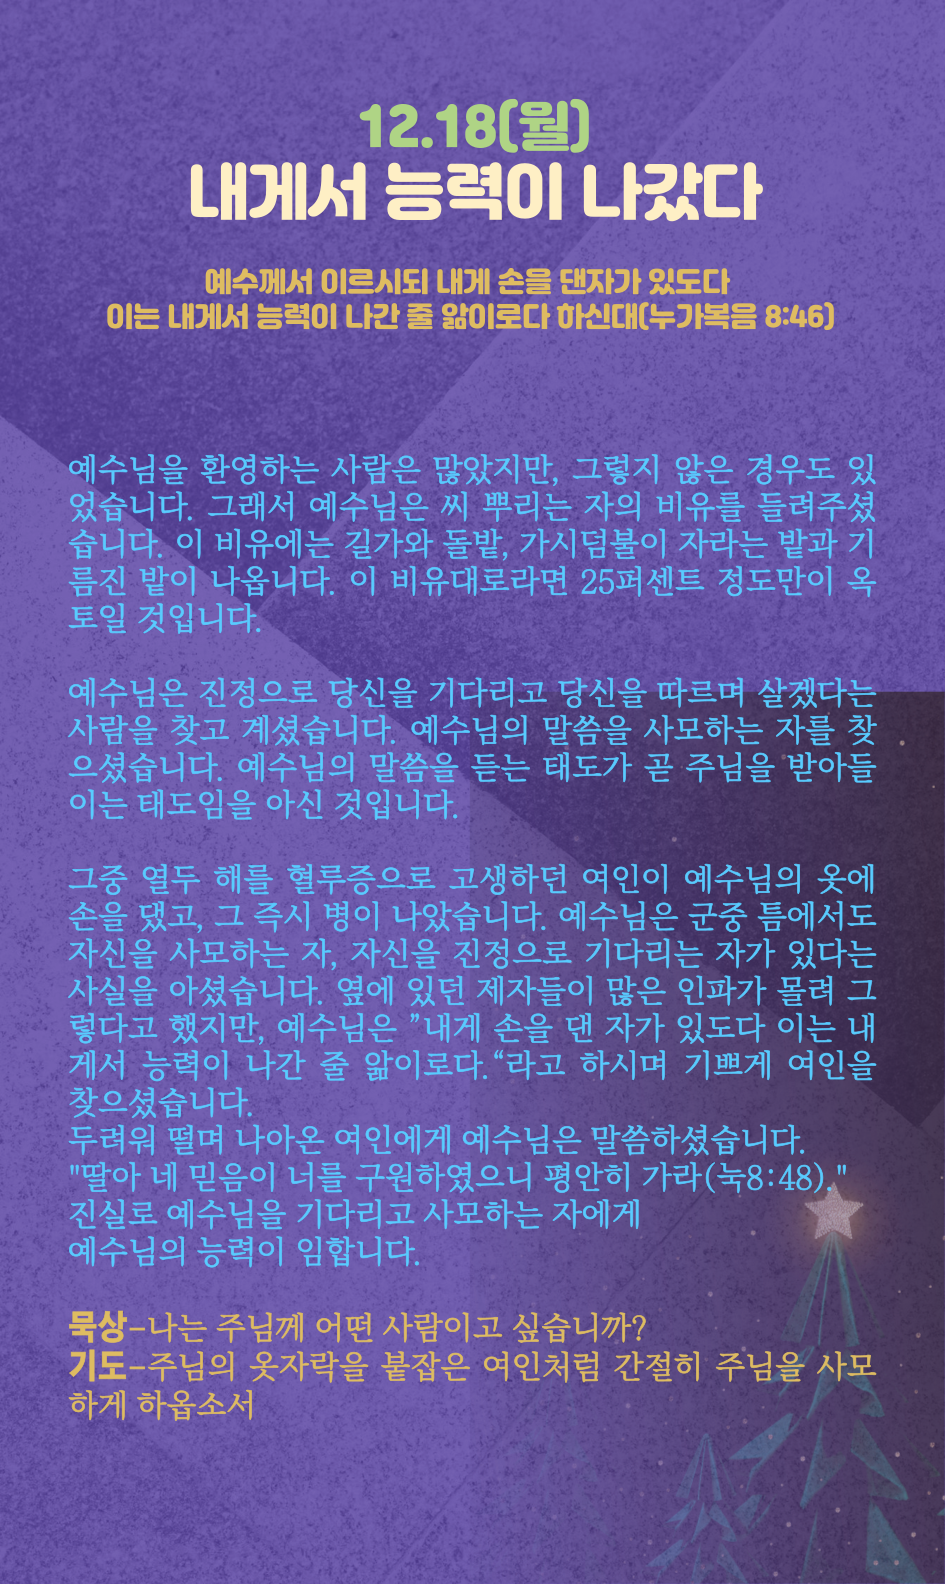 12.18(월)
내게서 능력이 나갔다
예수께서 이르시되 내게 손을 댄자가 있도다
이는 내게서 능력이 나간 줄 앎이로다 하신대(누가복음 8:46)
예수님을 환영하는 사람은 많았지만, 그렇지 않은 경우도 있
었습니다. 그래서 예수님은 씨 뿌리는 자의 비유를 들려주셨
습니다. 이 비유에는 길가와 돌밭, 가시덤불이 자라는 밭과 기
름진 밭이 나옵니다. 이 비유대로라면 25퍼센트 정도만이 옥
토일 것입니다.
예수님은 진정으로 당신을 기다리고 당신을 따르며 살겠다는
사람을 찾고 계셨습니다. 예수님의 말씀을 사모하는 자를 찾
으셨습니다. 예수님의 말씀을 듣는 태도가 곧 주님을 받아들
이는 태도임을 아신 것입니다.
그중 열두 해를 혈루증으로 고생하던 여인이 예수님의 옷에
손을 댔고, 그 즉시 병이 나았습니다. 예수님은 군중 틈에서도
자신을 사모하는 자, 자신을 진정으로 기다리는 자가 있다는
사실을 아셨습니다. 옆에 있던 제자들이 많은 인파가 몰려 그
렇다고 했지만, 예수님은 ”내게 손을 댄 자가 있도다 이는 내
게서 능력이 나간 줄 앎이로다.“라고 하시며 기쁘게 여인을
찾으셨습니다.
두려워 떨며 나아온 여인에게 예수님은 말씀하셨습니다.
"딸아 네 믿음이 너를 구원하였으니 평안히 가라(눅8:48)."
진실로 예수님을 기다리고 사모하는 자에게
예수님의 능력이 임합니다.
묵상-나는 주님께 어떤 사람이고 싶습니까?
기도-주님의 옷자락을 붙잡은 여인처럼 간절히 주님을 사모
하게 하옵소서